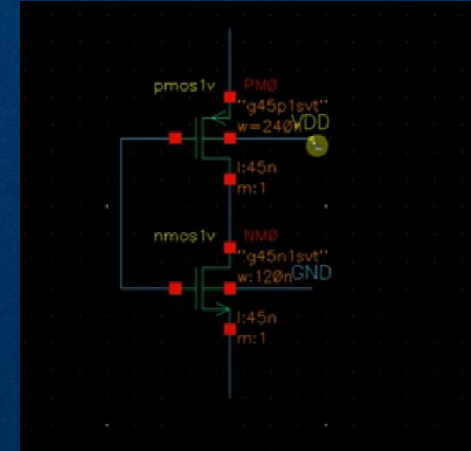 pmos1v PM0
"g45p1svt"
w=240n VDD
l:45n
m:1
nmos1v NM0
"g45n1svt"
w:120n GND
l:45n
m:1